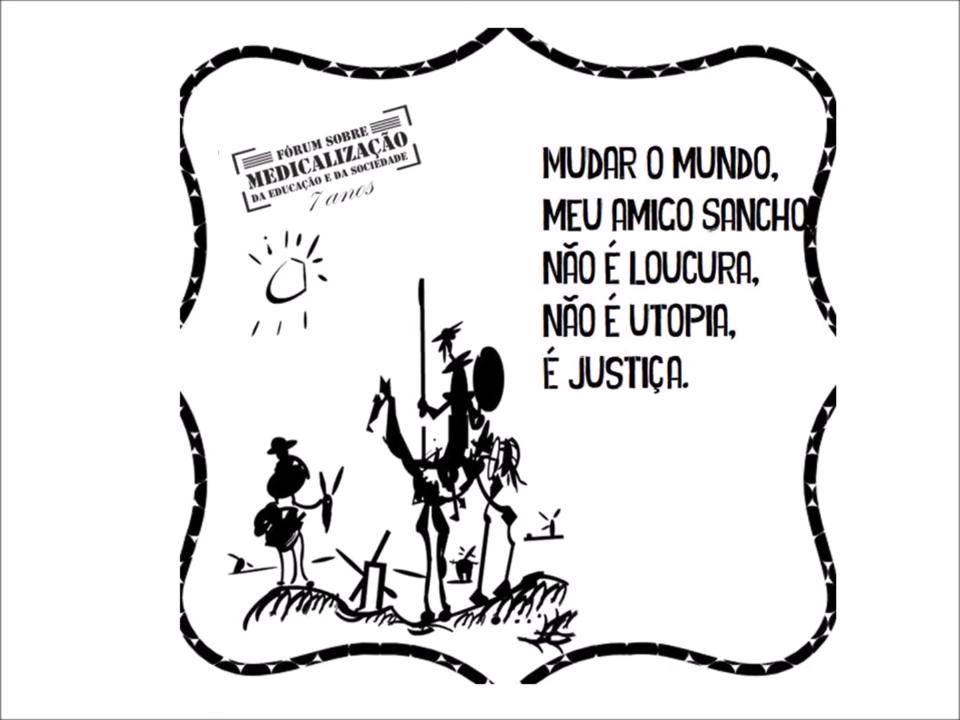 FÓRUM SOBRE
MEDICALIZAÇÃO
DA EDUCAÇÃO E DA SOCIEDADE
7 anos
MUDAR O MUNDO,
MEU AMIGO SANCHO,
NÃO É LOUCURA,
NÃO É UTOPIA,
É JUSTIÇA.